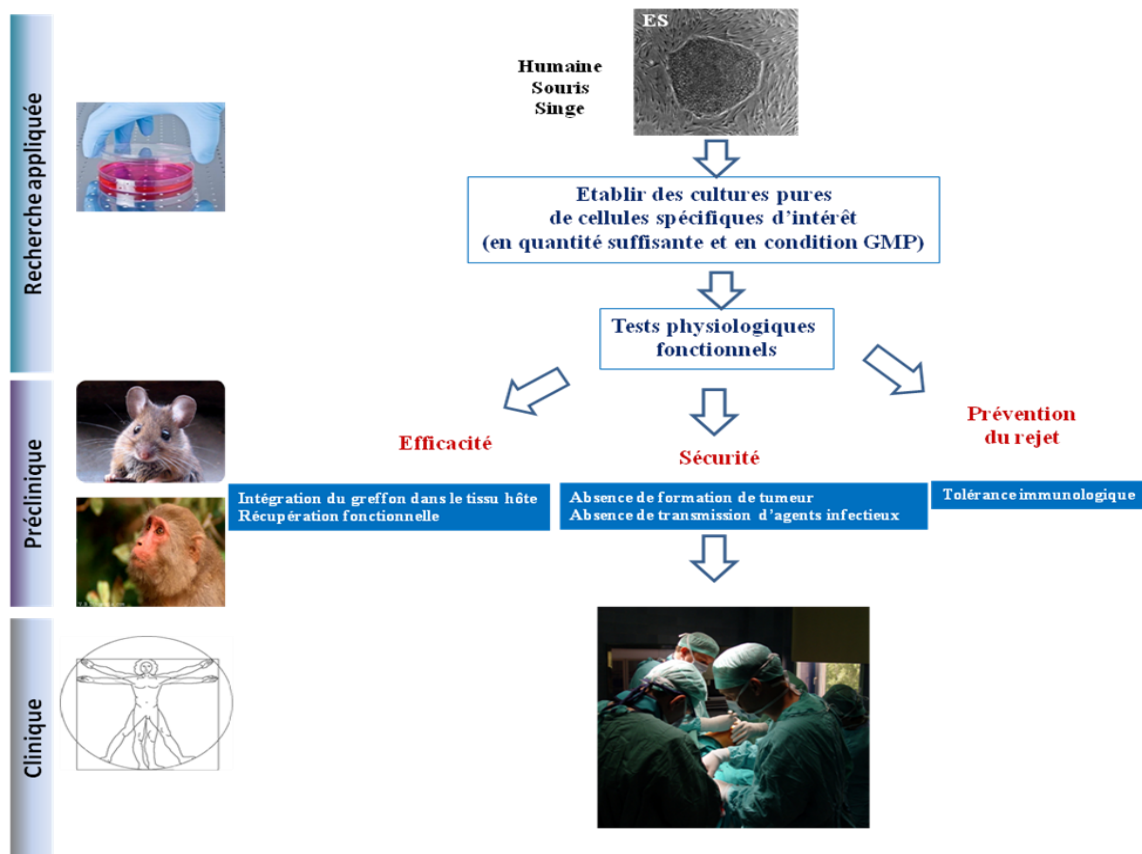 ES
Humaine
Souris
Singe
Recherche appliquée
Etablir des cultures pures
de cellules spécifiques d'intérêt
(en quantité suffisante et en condition GMP)
Tests physiologiques
fonctionnels
Préclinique
Efficacité
Sécurité
Prévention
du rejet
Intégration du greffon dans le tissu hôte
Récupération fonctionnelle
Absence de formation de tumeur
Absence de transmission d'agents infectieux
Tolérance immunologique
Clinique